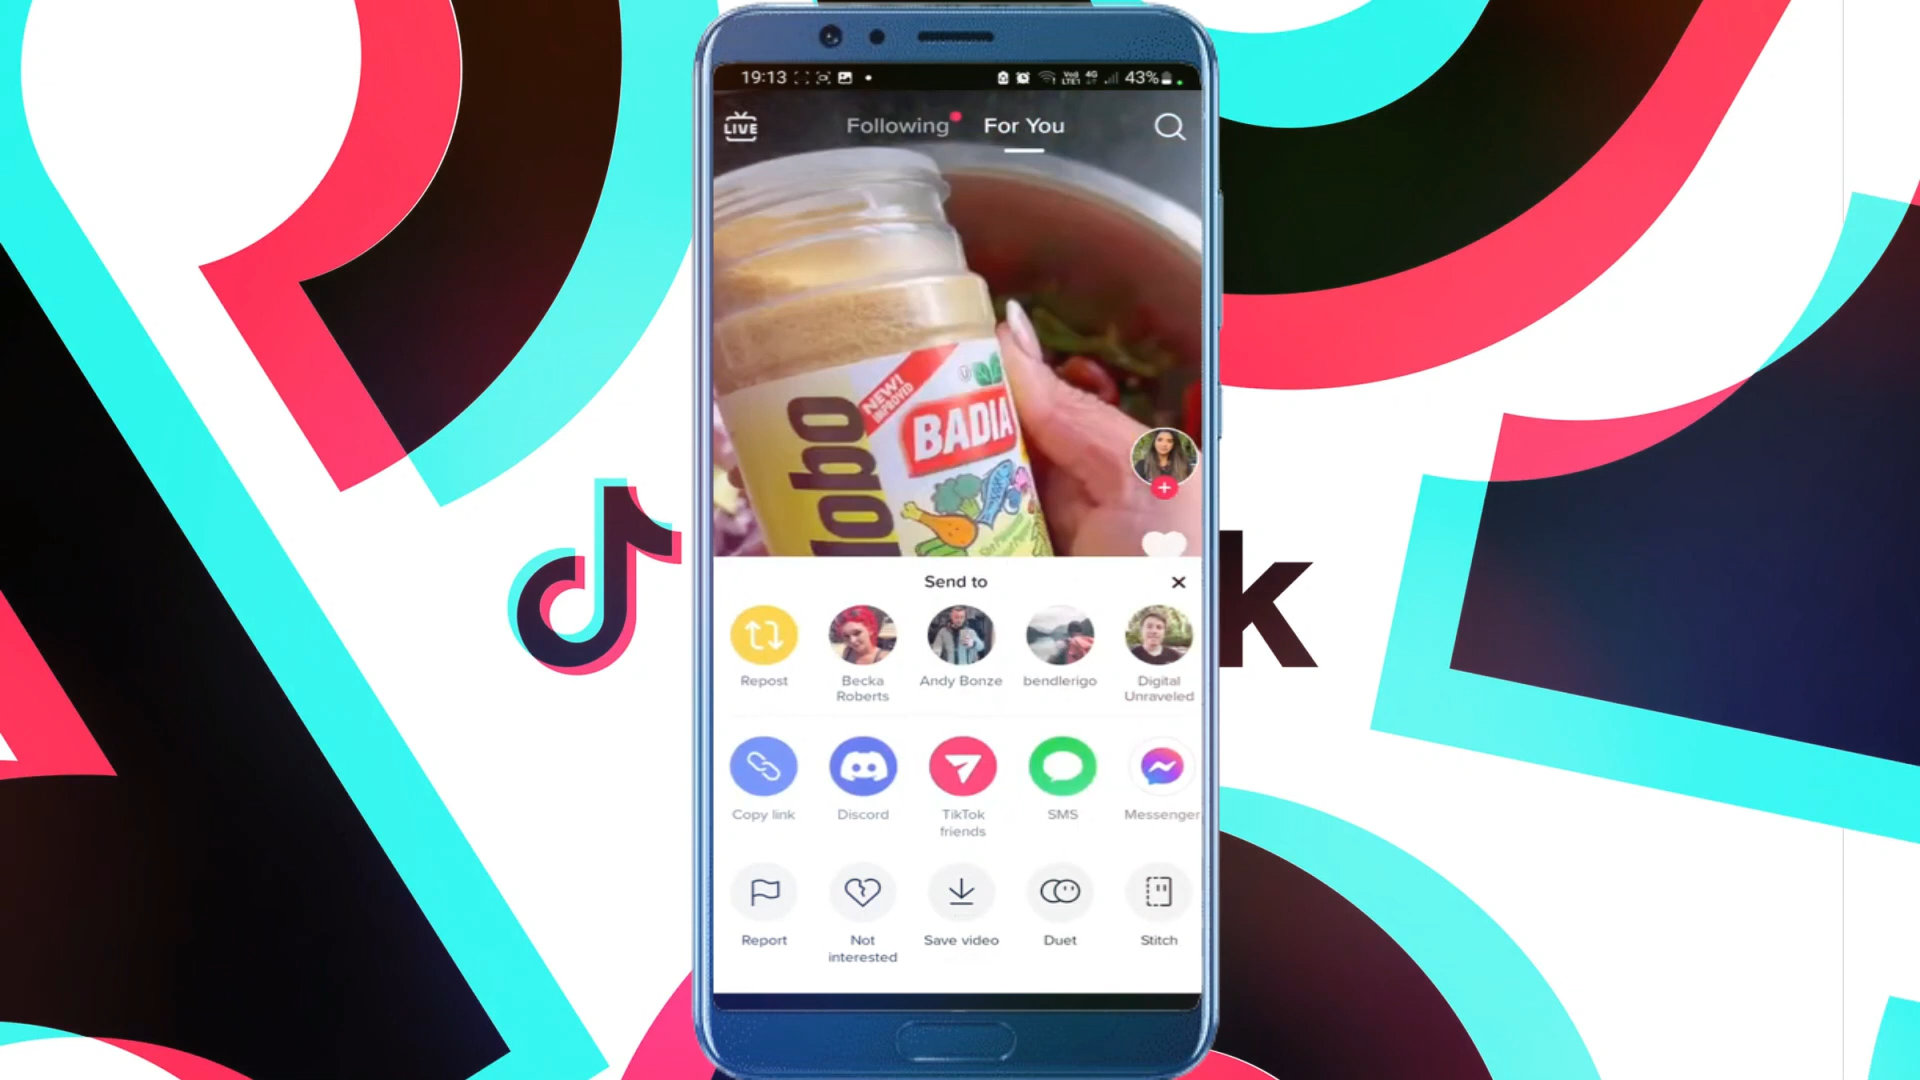 19:13 43%
LIVE Following For You
NEW!
IMPROVED
BADIA
Send to
Repost Becka Roberts Andy Bonze bendlerigo Digital Unraveled
Copy link Discord TikTok friends SMS Messenger
Report Not interested Save video Duet Stitch
k